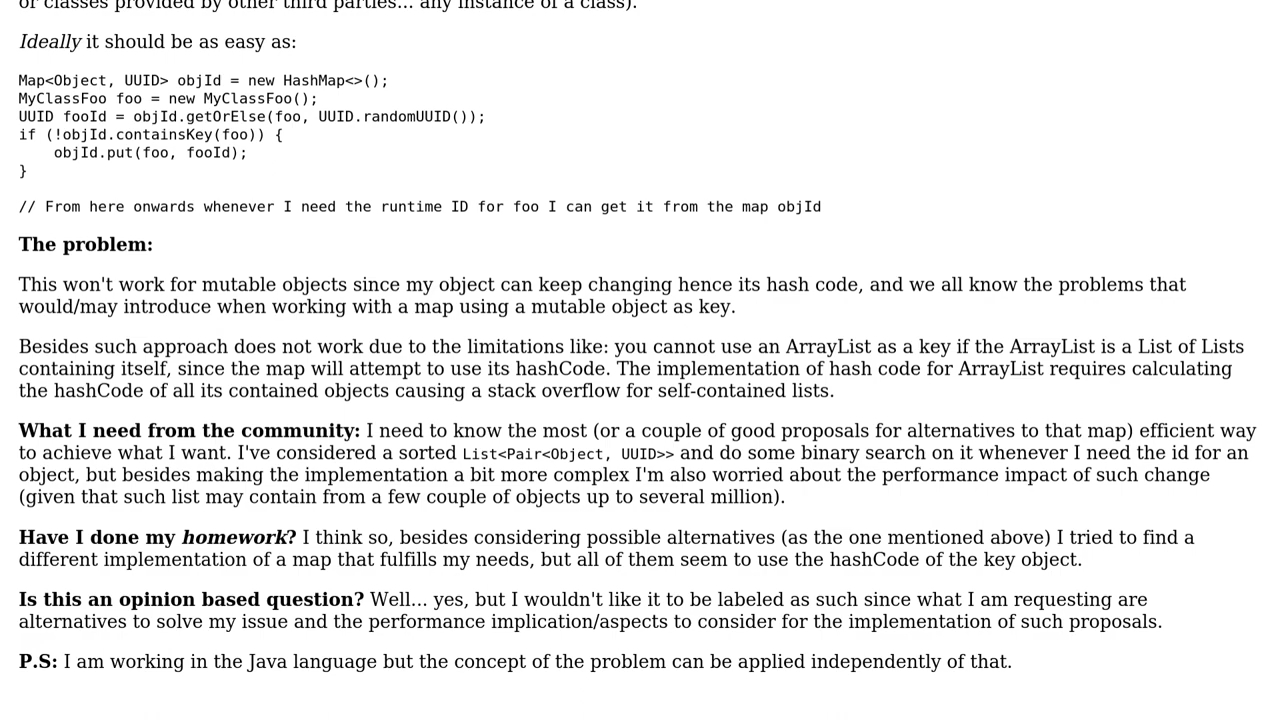 or classes provided by other third parties... any instance of a class).
Ideally it should be as easy as:
Map<Object, UUID> objId = new HashMap<>();
MyClassFoo foo = new MyClassFoo();
UUID fooId = objId.getOrElse(foo, UUID.randomUUID());
if (!objId.containsKey(foo)) {
    objId.put(foo, fooId);
}
// From here onwards whenever I need the runtime ID for foo I can get it from the map objId
The problem:
This won't work for mutable objects since my object can keep changing hence its hash code, and we all know the problems that
would/may introduce when working with a map using a mutable object as key.
Besides such approach does not work due to the limitations like: you cannot use an ArrayList as a key if the ArrayList is a List of Lists
containing itself, since the map will attempt to use its hashCode. The implementation of hash code for ArrayList requires calculating
the hashCode of all its contained objects causing a stack overflow for self-contained lists.
What I need from the community: I need to know the most (or a couple of good proposals for alternatives to that map) efficient way
to achieve what I want. I've considered a sorted List<Pair<Object, UUID>> and do some binary search on it whenever I need the id for an
object, but besides making the implementation a bit more complex I'm also worried about the performance impact of such change
(given that such list may contain from a few couple of objects up to several million).
Have I done my homework? I think so, besides considering possible alternatives (as the one mentioned above) I tried to find a
different implementation of a map that fulfills my needs, but all of them seem to use the hashCode of the key object.
Is this an opinion based question? Well... yes, but I wouldn't like it to be labeled as such since what I am requesting are
alternatives to solve my issue and the performance implication/aspects to consider for the implementation of such proposals.
P.S: I am working in the Java language but the concept of the problem can be applied independently of that.